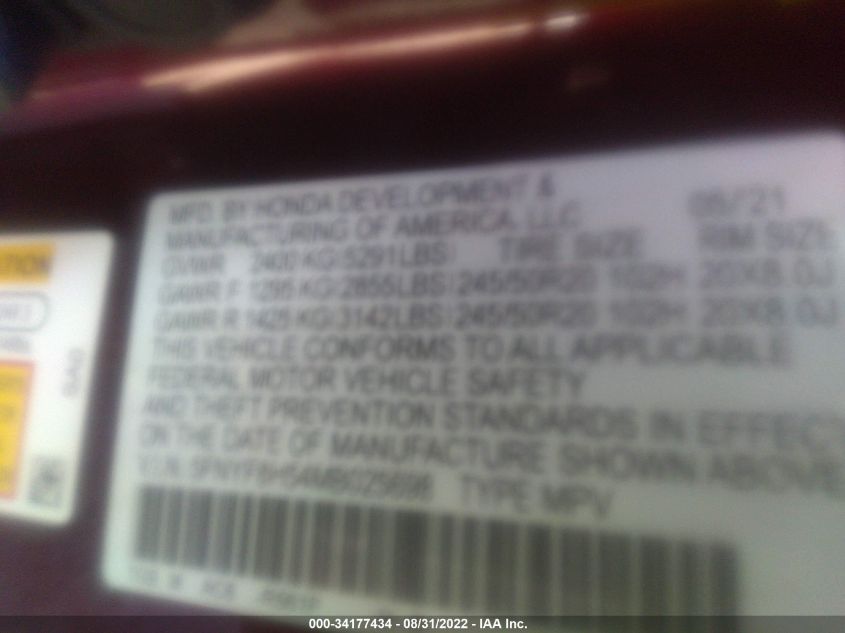 MFD. BY HONDA DEVELOPMENT &
MANUFACTURING OF AMERICA, LLC 05/'21
GVWR 2400 KG(5291LBS) TIRE SIZE RIM SIZE
GAWR F 1295 KG(2855LBS) 245/50R20 102H 20X8.0J
GAWR R 1425 KG(3142LBS) 245/50R20 102H 20X8.0J
THIS VEHICLE CONFORMS TO ALL APPLICABLE
FEDERAL MOTOR VEHICLE SAFETY
AND THEFT PREVENTION STANDARDS IN EFFECT
ON THE DATE OF MANUFACTURE SHOWN ABOVE
V.I.N. TYPE MPV
000-34177434 - 08/31/2022 - IAA Inc.